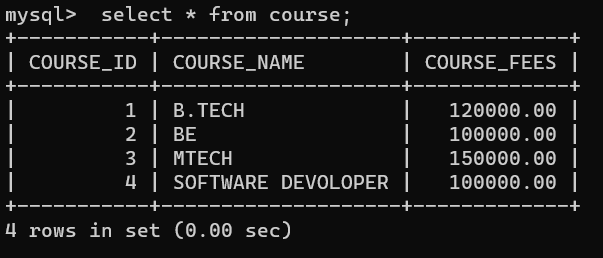 mysql>  select * from course;
+-----------+--------------------+-------------+
| COURSE_ID | COURSE_NAME        | COURSE_FEES |
+-----------+--------------------+-------------+
|         1 | B.TECH             |   120000.00 |
|         2 | BE                 |   100000.00 |
|         3 | MTECH              |   150000.00 |
|         4 | SOFTWARE DEVOLOPER |   100000.00 |
+-----------+--------------------+-------------+
4 rows in set (0.00 sec)